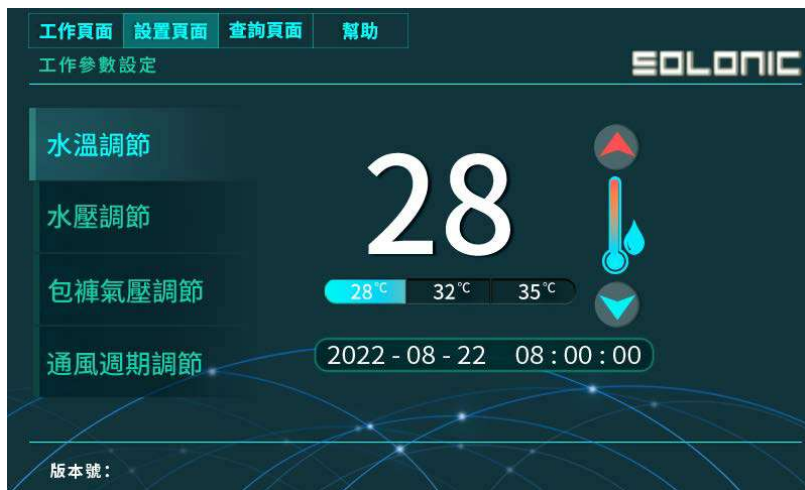 工作頁面 設置頁面 查詢頁面 幫助
工作參數設定
SOLONIC
水溫調節
水壓調節
包褲氣壓調節
通風週期調節
28
28℃ 32℃ 35℃
2022 - 08 - 22 08 : 00 : 00
版本號：